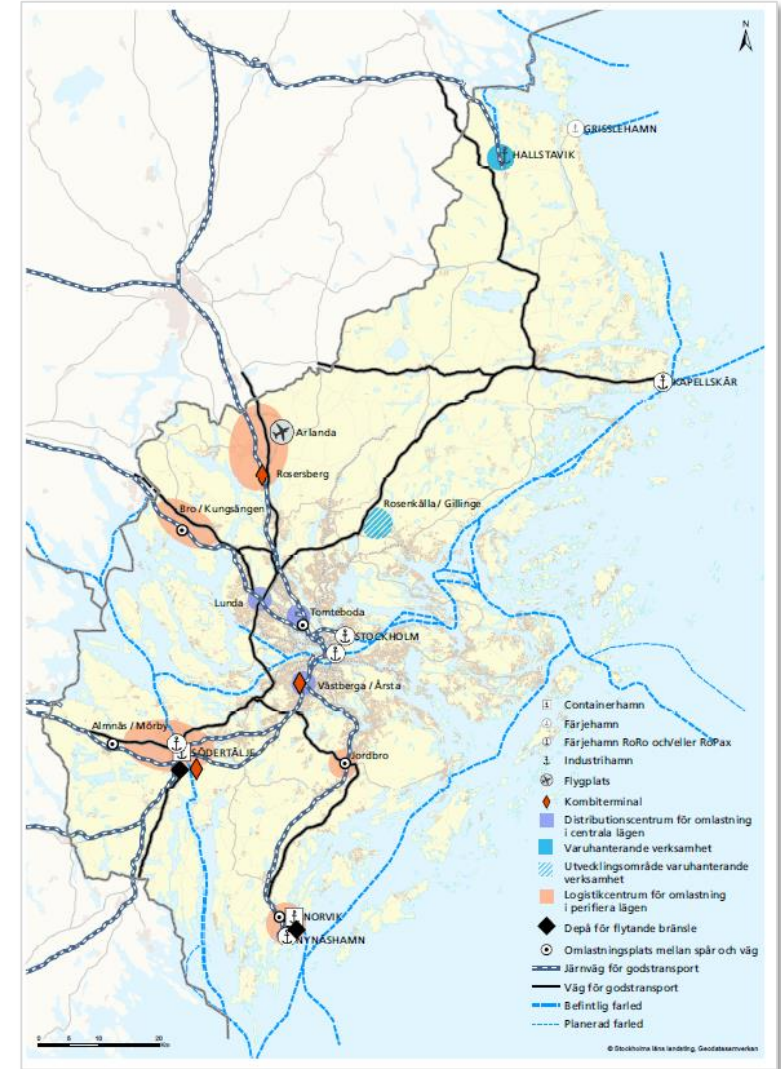 N
GRISSLEHAMN
HALLSTAVIK
KAPELLSKÄR
Arlanda
Rosersberg
Bro / Kungsängen
Rosenkälla / Gillinge
Lunda
Tomteboda
STOCKHOLM
Västberga / Årsta
Almnäs / Mörby
SÖDERTÄLJE
Jordbro
NORVIK
NYNÄSHAMN
Containerhamn
Färjehamn
Färjehamn RoRo och/eller RoPax
Industrihamn
Flygplats
Kombiterminal
Distributionscentrum för omlastning
i centrala lägen
Varuhanterande verksamhet
Utvecklingsområde varuhanterande
verksamhet
Logistikcentrum för omlastning
i perifiera lägen
Depå för flytande bränsle
Omlastningsplats mellan spår och väg
Järnväg för godstransport
Väg för godstransport
Befintlig farled
Planerad farled
0 5 10 20
Km
© Stockholms läns landsting, Geodatasamverkan